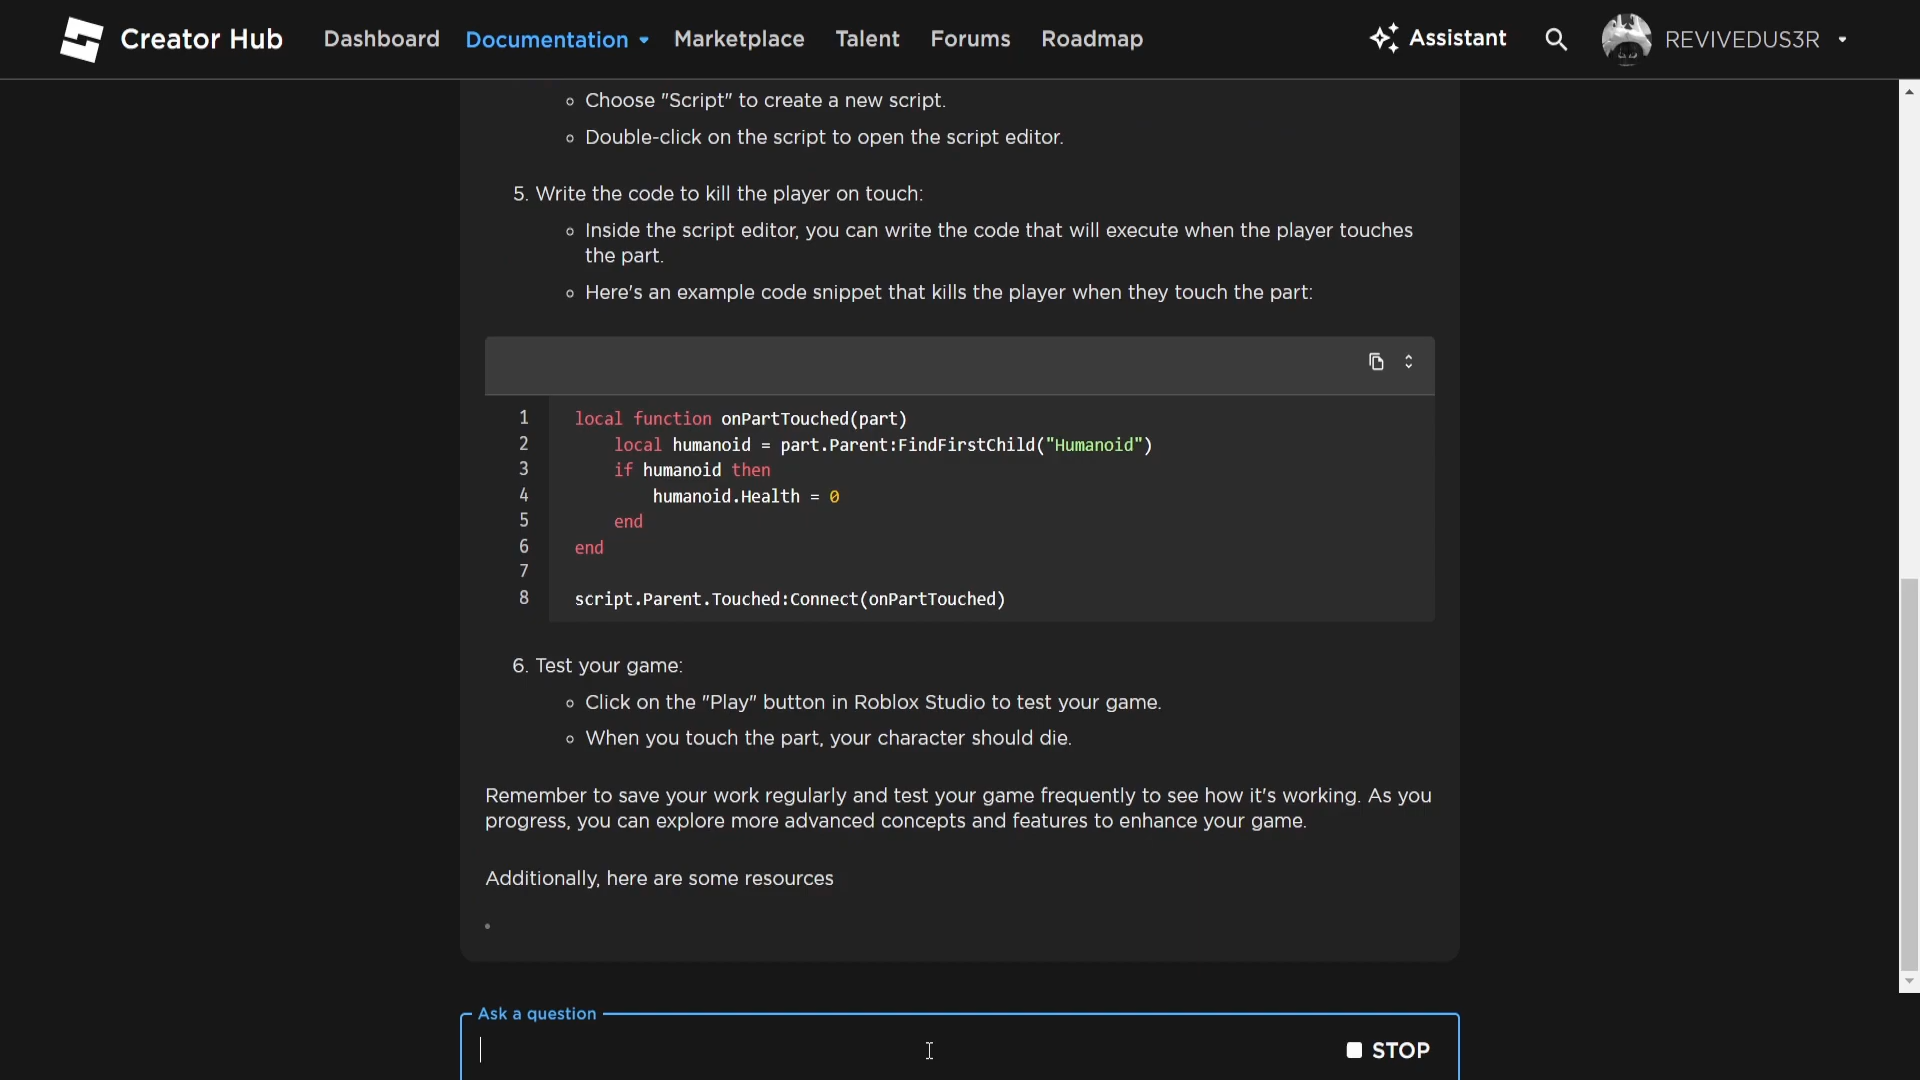 Creator Hub Dashboard Documentation Marketplace Talent Forums Roadmap Assistant REVIVEDUS3R
Choose "Script" to create a new script.
Double-click on the script to open the script editor.
5. Write the code to kill the player on touch:
Inside the script editor, you can write the code that will execute when the player touches
the part.
Here's an example code snippet that kills the player when they touch the part:
1 local function onPartTouched(part)
2     local humanoid = part.Parent:FindFirstChild("Humanoid")
3     if humanoid then
4         humanoid.Health = 0
5     end
6 end
7
8 script.Parent.Touched:Connect(onPartTouched)
6. Test your game:
Click on the "Play" button in Roblox Studio to test your game.
When you touch the part, your character should die.
Remember to save your work regularly and test your game frequently to see how it's working. As you
progress, you can explore more advanced concepts and features to enhance your game.
Additionally, here are some resources
Ask a question
STOP